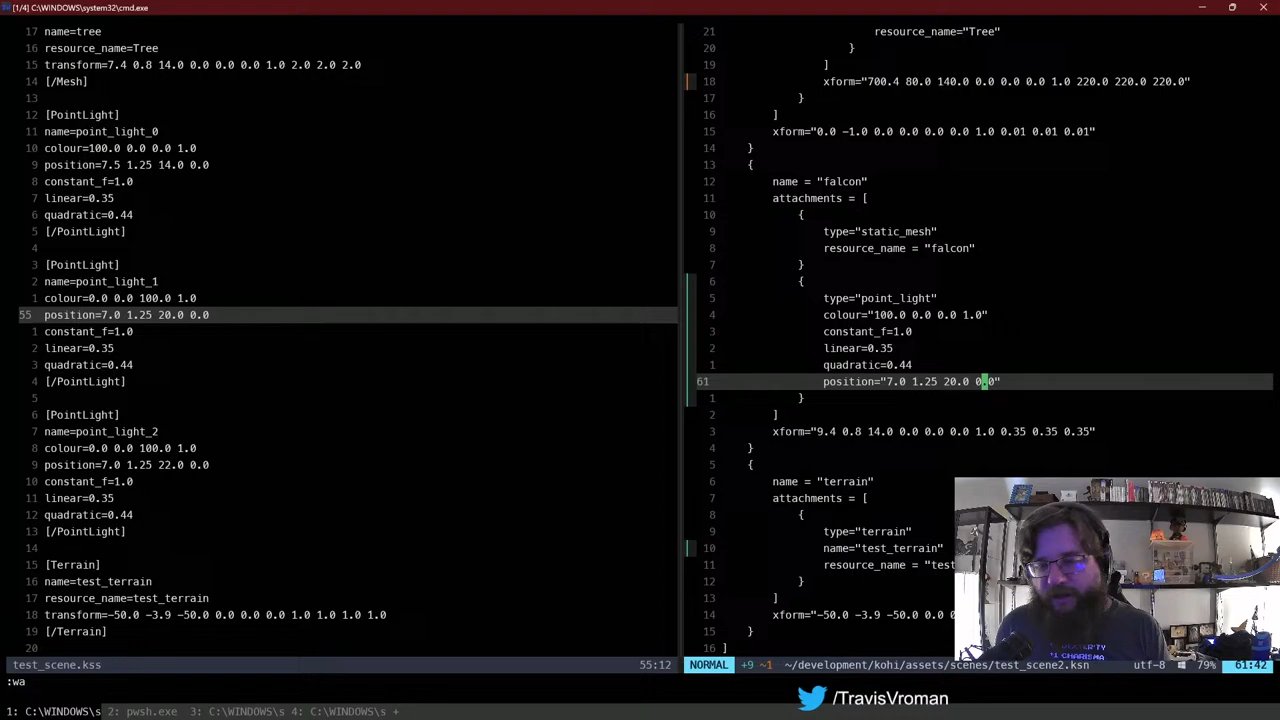 [1/4] C:\WINDOWS\system32\cmd.exe
17 name=tree
16 resource_name=Tree
15 transform=7.4 0.8 14.0 0.0 0.0 0.0 1.0 2.0 2.0 2.0
14 [/Mesh]
13
12 [PointLight]
11 name=point_light_0
10 colour=100.0 0.0 0.0 1.0
9 position=7.5 1.25 14.0 0.0
8 constant_f=1.0
7 linear=0.35
6 quadratic=0.44
5 [/PointLight]
4
3 [PointLight]
2 name=point_light_1
1 colour=0.0 0.0 100.0 1.0
55 position=7.0 1.25 20.0 0.0
1 constant_f=1.0
2 linear=0.35
3 quadratic=0.44
4 [/PointLight]
5
6 [PointLight]
7 name=point_light_2
8 colour=0.0 0.0 100.0 1.0
9 position=7.0 1.25 22.0 0.0
10 constant_f=1.0
11 linear=0.35
12 quadratic=0.44
13 [/PointLight]
14
15 [Terrain]
16 name=test_terrain
17 resource_name=test_terrain
18 transform=-50.0 -3.9 -50.0 0.0 0.0 0.0 1.0 1.0 1.0 1.0
19 [/Terrain]
20
test_scene.kss 55:12
21 resource_name="Tree"
20 }
19 ]
18 xform="700.4 80.0 140.0 0.0 0.0 0.0 1.0 220.0 220.0 220.0"
17 }
16 ]
15 xform="0.0 -1.0 0.0 0.0 0.0 0.0 1.0 0.01 0.01 0.01"
14 }
13 {
12 name = "falcon"
11 attachments = [
10 {
9 type="static_mesh"
8 resource_name = "falcon"
7 }
6 {
5 type="point_light"
4 colour="100.0 0.0 0.0 1.0"
3 constant_f=1.0
2 linear=0.35
1 quadratic=0.44
61 position="7.0 1.25 20.0 0.0"
1 }
2 ]
3 xform="9.4 0.8 14.0 0.0 0.0 0.0 1.0 0.35 0.35 0.35"
4 }
5 {
6 name = "terrain"
7 attachments = [
8 {
9 type="terrain"
10 name="test_terrain"
11 resource_name = "tes
12 }
13 ]
14 xform="-50.0 -3.9 -50.0 0.0 0
15 }
16 ]
NORMAL +9 ~1 ~/development/kohi/assets/scenes/test_scene2.ksn utf-8 79% 61:42
:wa
/TravisVroman
1: C:\WINDOWS\s 2: pwsh.exe 3: C:\WINDOWS\s 4: C:\WINDOWS\s +